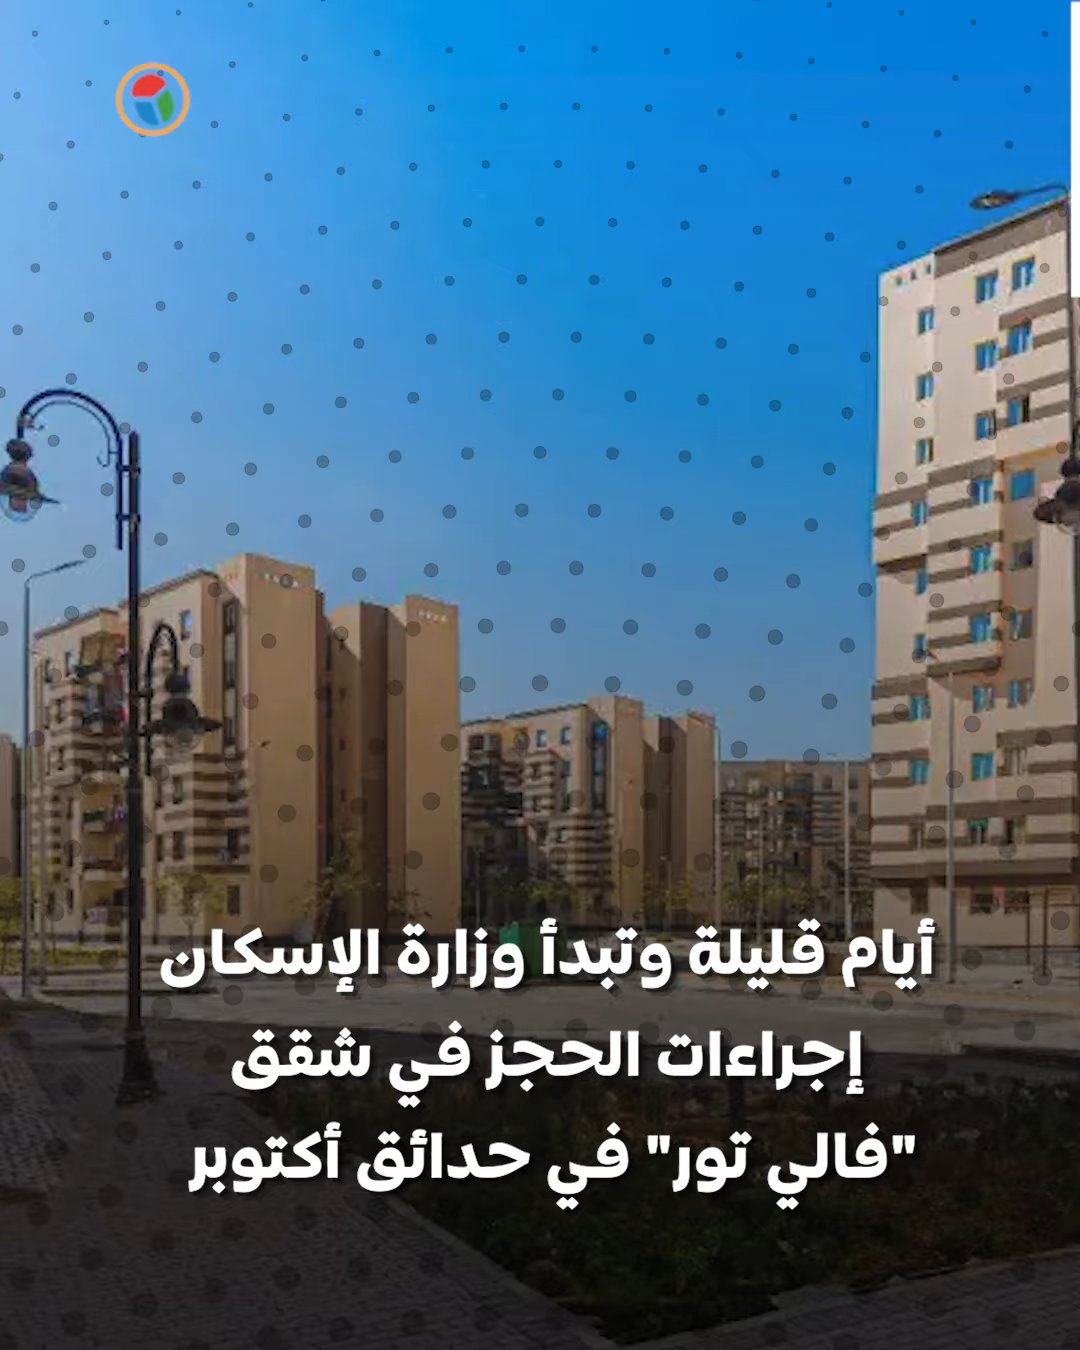 أيام قليلة وتبدأ وزارة الإسكان
إجراءات الحجز في شقق
"فالي تور" في حدائق أكتوبر